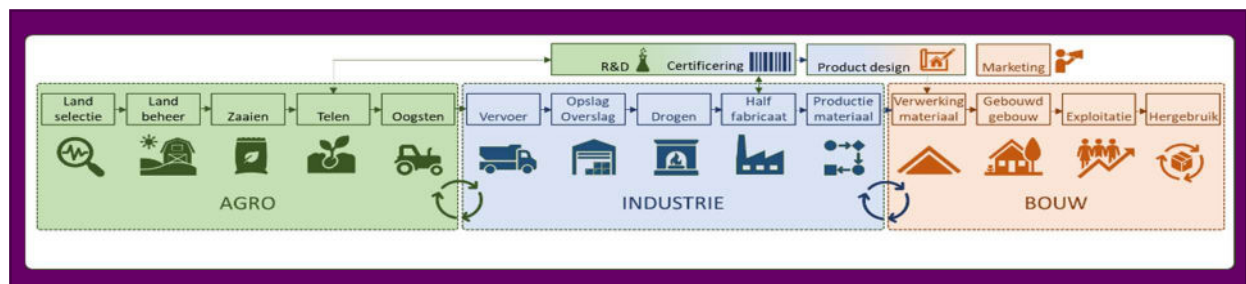 R&D
Certificering
Product design
Marketing
Land
selectie
Land
beheer
Zaaien
Telen
Oogsten
Vervoer
Opslag
Overslag
Drogen
Half
fabricaat
Productie
materiaal
Verwerking
materiaal
Gebouwd
gebouw
Exploitatie
Hergebruik
AGRO
INDUSTRIE
BOUW